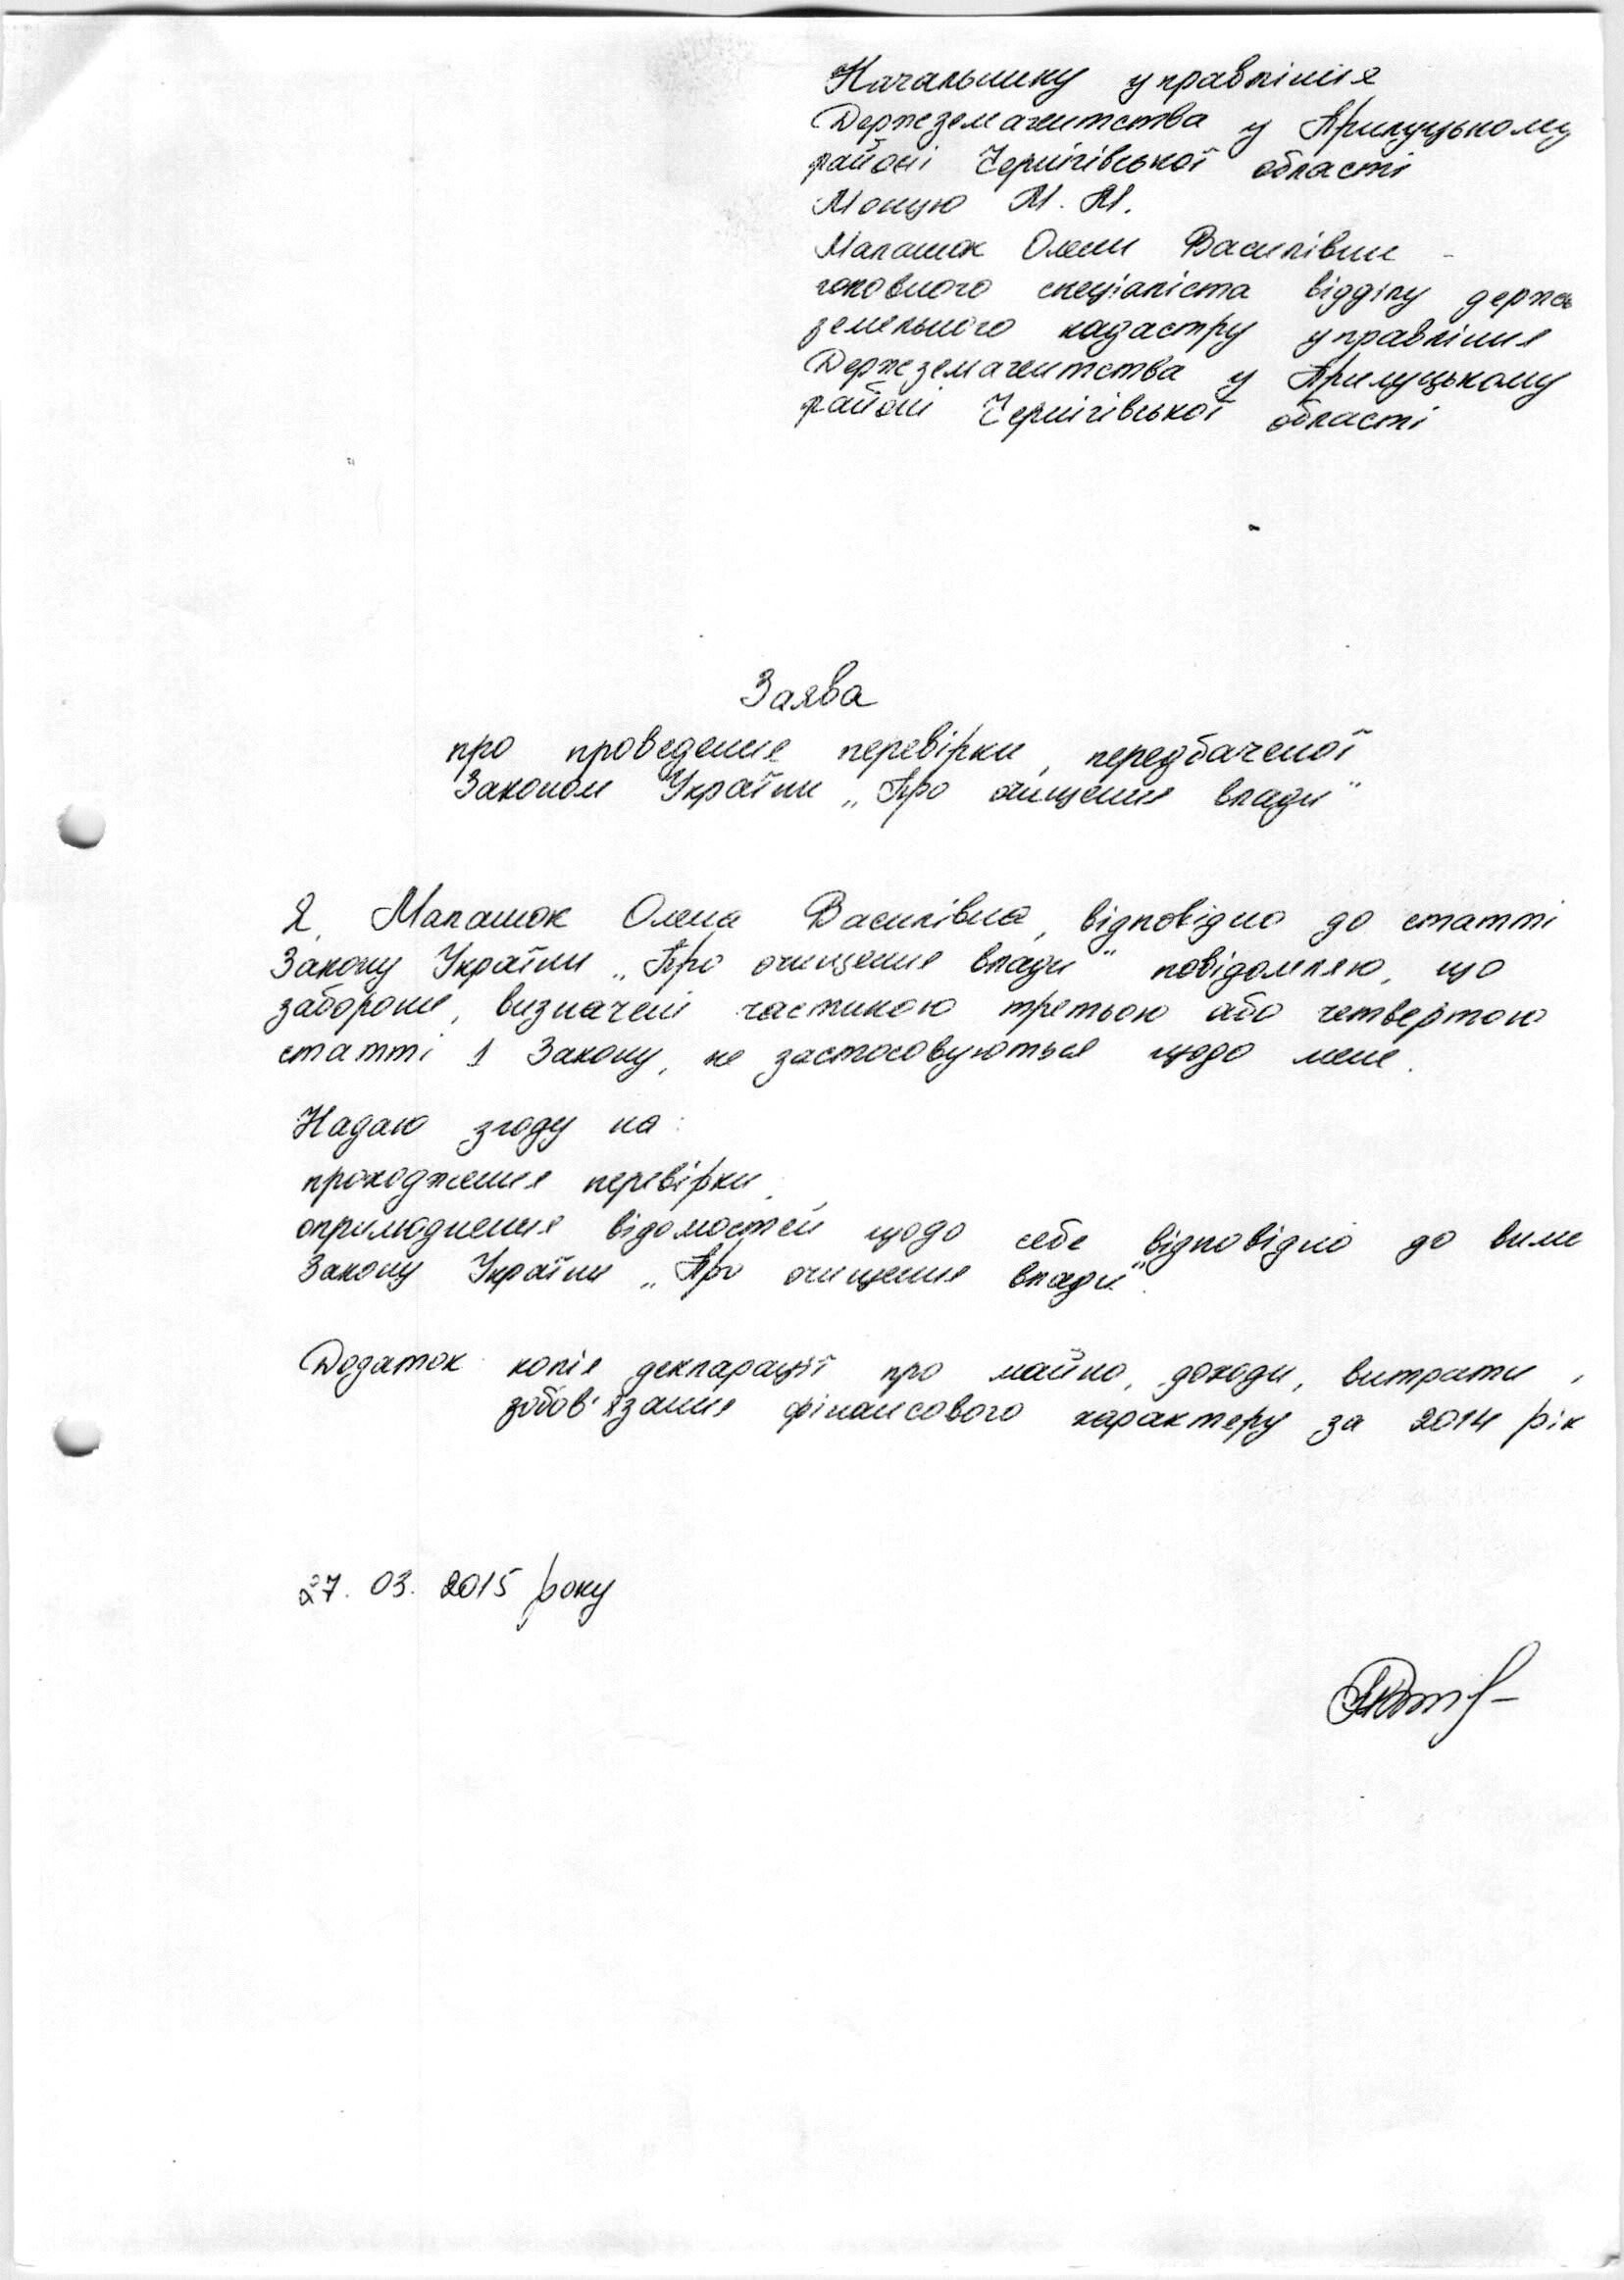 Начальнику управління
Держземагентства у Прилуцькому
районі Чернігівської області
Моцую М. М.
Малашок Олени Василівни
головного спеціаліста відділу держ
земельного кадастру управління
Держземагентства у Прилуцькому
районі Чернігівської області
Заява
про проведення перевірки, передбаченої
Законом України „Про очищення влади"
Я, Малашок Олена Василівна, відповідно до статті
Закону України „Про очищення влади" повідомляю, що
заборони, визначені частиною третьою або четвертою
статті 1 Закону, не застосовуються щодо мене.
Надаю згоду на:
проходження перевірки,
оприлюднення відомостей щодо себе відповідно до вимог
Закону України „Про очищення влади".
Додаток копія декларації про майно, доходи, витрати,
зобов'язання фінансового характеру за 2014 рік
27. 03. 2015 року